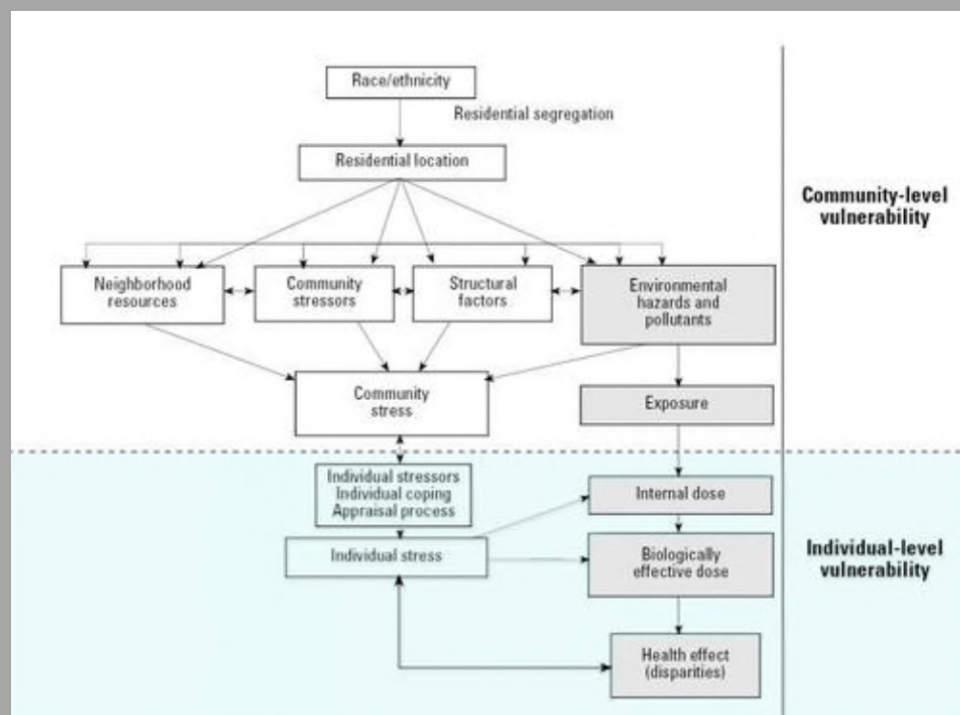 Race/ethnicity
Residential segregation
Residential location
Community-level
vulnerability
Neighborhood
resources
Community
stressors
Structural
factors
Environmental
hazards and
pollutants
Community
stress
Exposure
Individual stressors
Individual coping
Appraisal process
Internal dose
Individual stress
Biologically
effective dose
Individual-level
vulnerability
Health effect
(disparities)